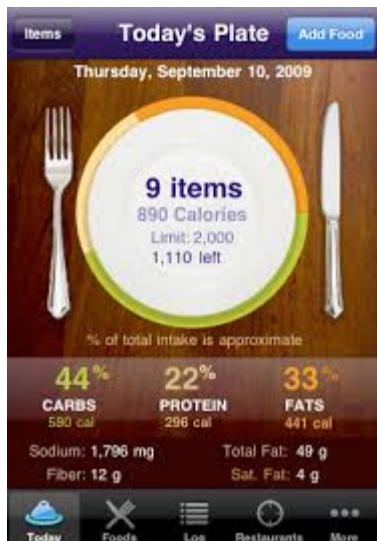 Items Today's Plate Add Food
Thursday, September 10, 2009
9 items
890 Calories
Limit: 2,000
1,110 left
% of total intake is approximate
44% 22% 33%
CARBS PROTEIN FATS
590 cal 296 cal 441 cal
Sodium: 1,796 mg Total Fat: 49 g
Fiber: 12 g Sat. Fat: 4 g
Today Foods Log Restaurants More